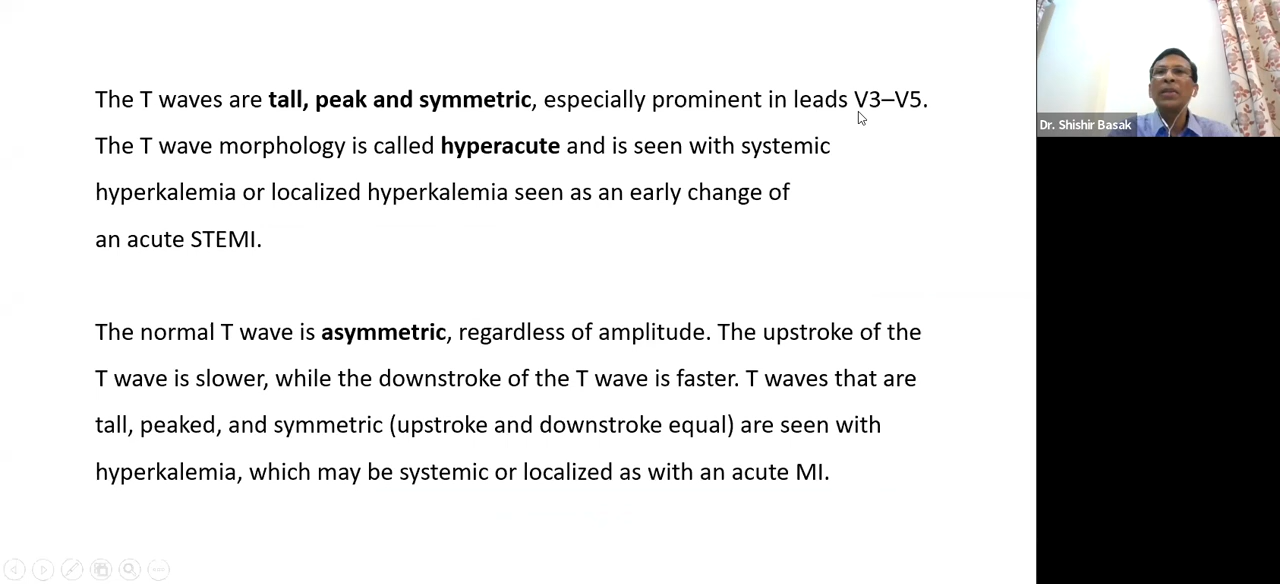 The T waves are tall, peak and symmetric, especially prominent in leads V3–V5.
The T wave morphology is called hyperacute and is seen with systemic
hyperkalemia or localized hyperkalemia seen as an early change of
an acute STEMI.
The normal T wave is asymmetric, regardless of amplitude. The upstroke of the
T wave is slower, while the downstroke of the T wave is faster. T waves that are
tall, peaked, and symmetric (upstroke and downstroke equal) are seen with
hyperkalemia, which may be systemic or localized as with an acute MI.
Dr. Shishir Basak